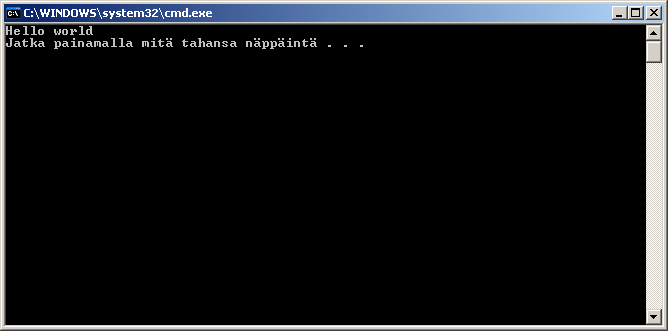 C:\WINDOWS\system32\cmd.exe
Hello world
Jatka painamalla mitä tahansa näppäintä . . .